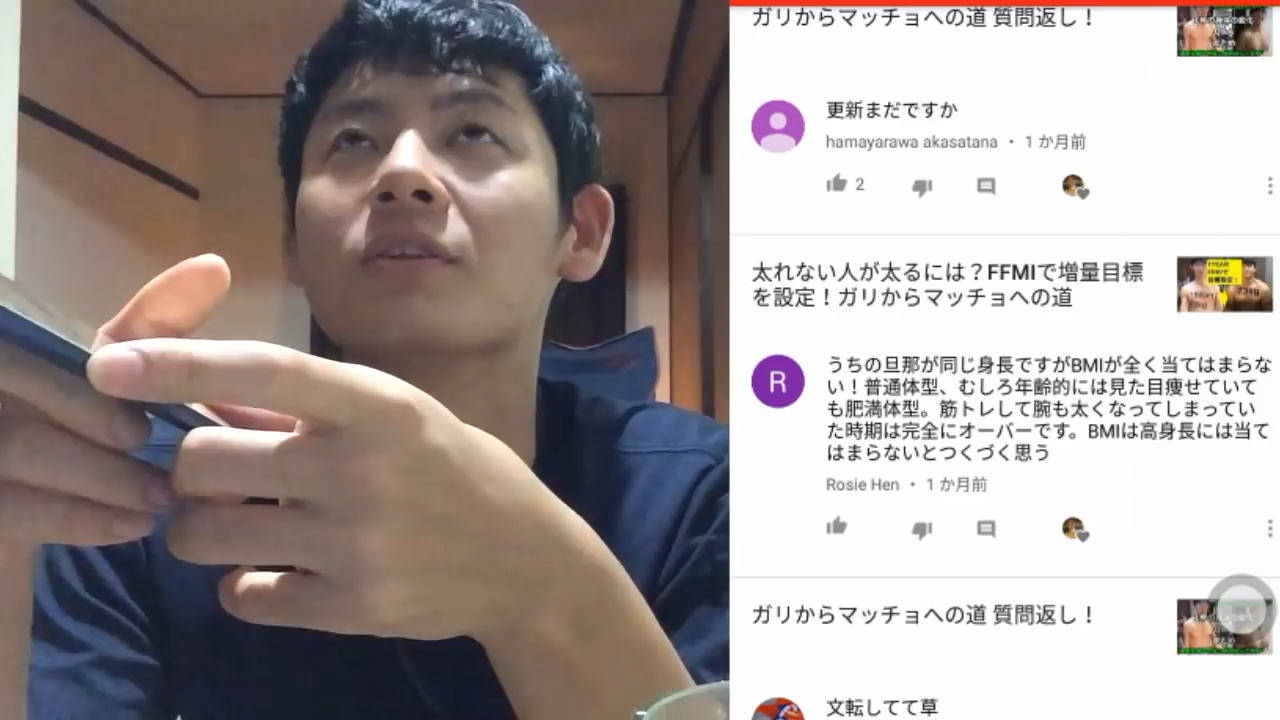 ガリからマッチョへの道 質問返し！
更新まだですか
hamayarawa akasatana • 1 か月前
2
太れない人が太るには？FFMIで増量目標
を設定！ガリからマッチョへの道
R
うちの旦那が同じ身長ですがBMIが全く当てはまらな
い！普通体型、むしろ年齢的には見た目痩せていて
も肥満体型。筋トレして腕も太くなってしまってい
た時期は完全にオーバーです。BMIは高身長には当て
はまらないとつくづく思う
Rosie Hen • 1 か月前
ガリからマッチョへの道 質問返し！
文転してて草